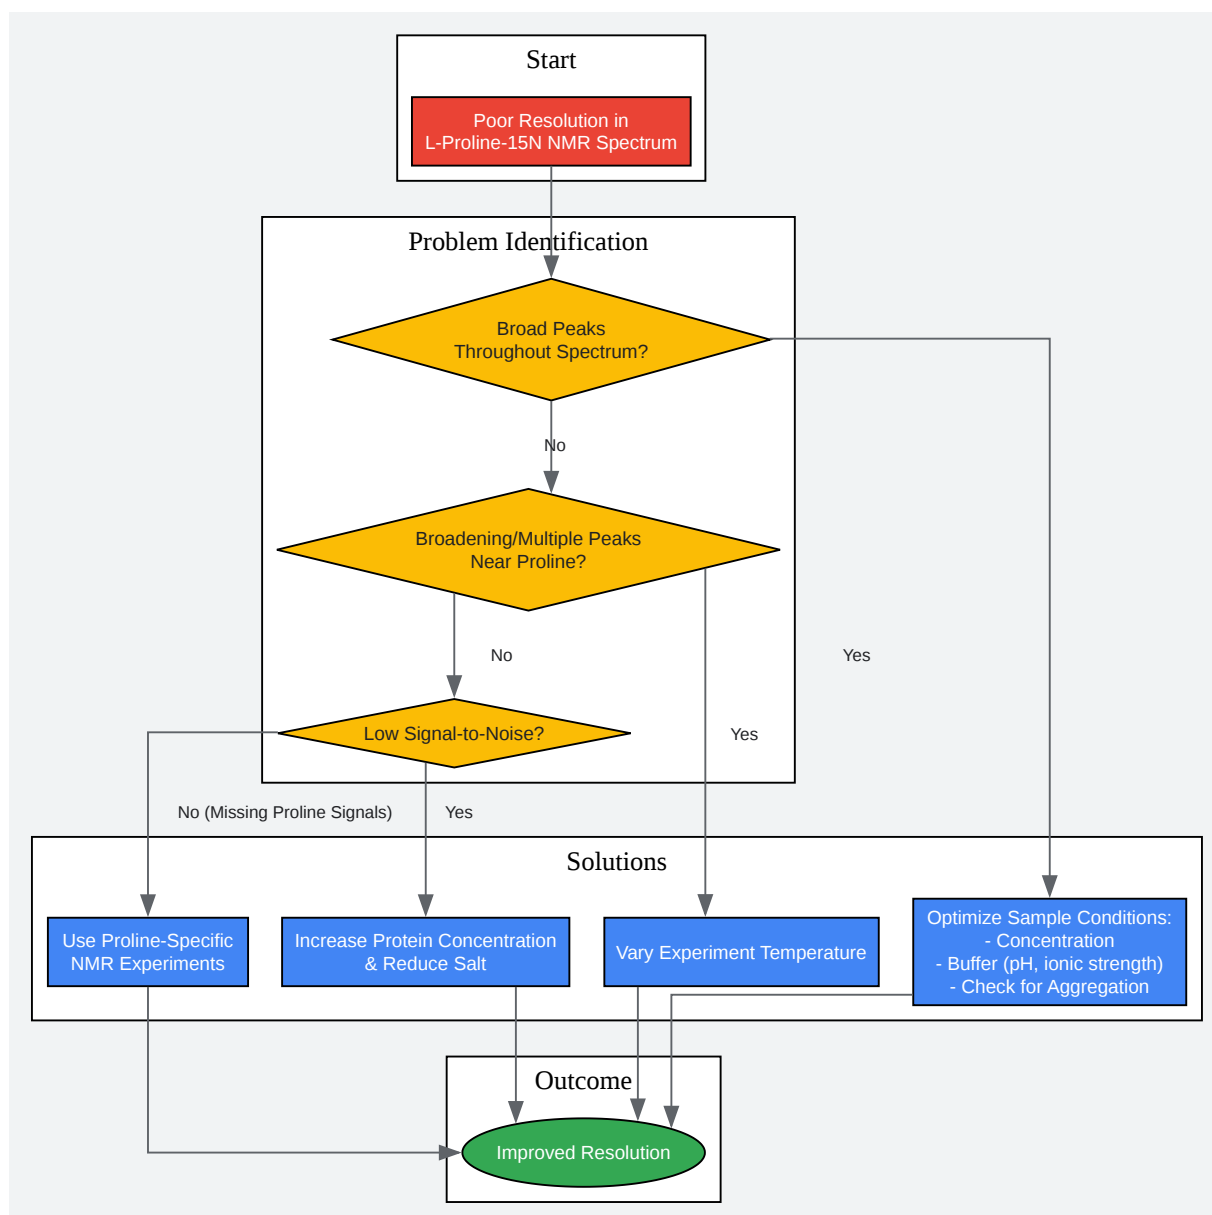 Start
Poor Resolution in
L-Proline-15N NMR Spectrum
Problem Identification
Broad Peaks
Throughout Spectrum?
No
Broadening/Multiple Peaks
Near Proline?
No
Yes
Low Signal-to-Noise?
Yes
No (Missing Proline Signals)
Yes
Solutions
Use Proline-Specific
NMR Experiments
Increase Protein Concentration
& Reduce Salt
Vary Experiment Temperature
Optimize Sample Conditions:
- Concentration
- Buffer (pH, ionic strength)
- Check for Aggregation
Outcome
Improved Resolution